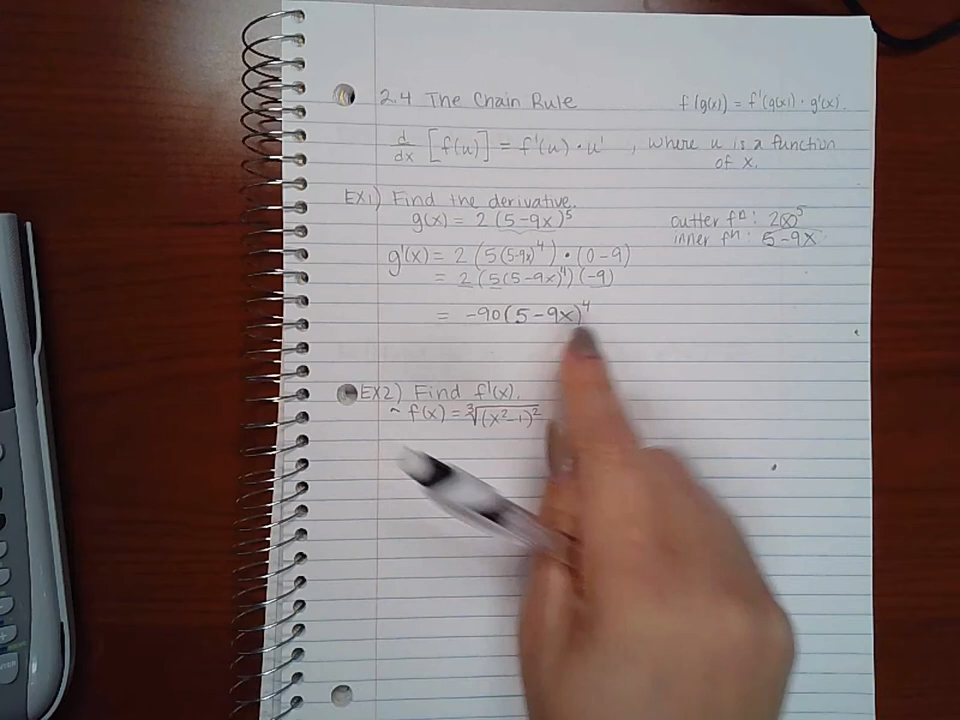 2.4 The Chain Rule
f(g(x)) = f'(g(x)) · g'(x).
d/dx [f(u)] = f'(u) · u' , where u is a function
of x.
EX1) Find the derivative.
g(x) = 2(5-9x)⁵
outter fⁿ: 2(x)⁵
inner fⁿ: 5-9x
g'(x) = 2(5(5-9x)⁴) · (0-9)
= 2(5(5-9x)⁴)(-9)
= -90(5-9x)⁴
EX2) Find f'(x).
~ f(x) = ∛(x²-1)²